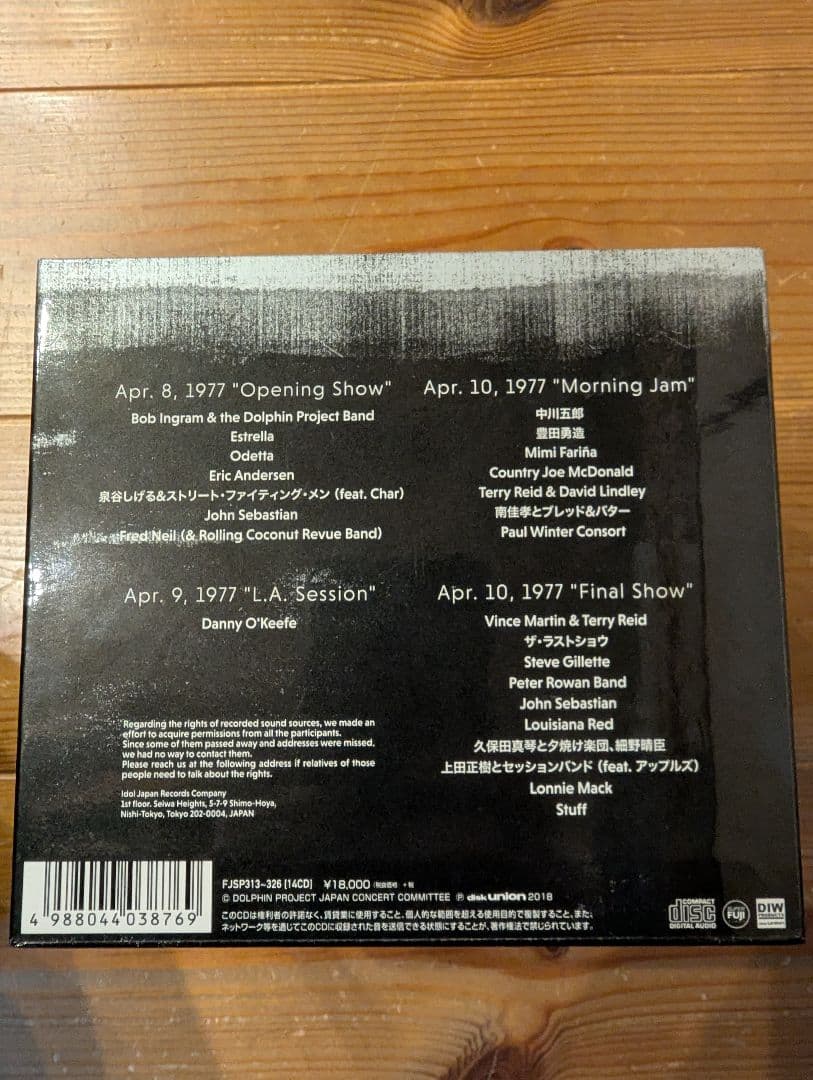 Apr. 8, 1977 "Opening Show"
Bob Ingram & the Dolphin Project Band
Estrella
Odetta
Eric Andersen
泉谷しげる&ストリート・ファイティング・メン (feat. Char)
John Sebastian
Fred Neil (& Rolling Coconut Revue Band)
Apr. 9, 1977 "L.A. Session"
Danny O'Keefe
Apr. 10, 1977 "Morning Jam"
中川五郎
豊田勇造
Mimi Fariña
Country Joe McDonald
Terry Reid & David Lindley
南佳孝とブレッド&バター
Paul Winter Consort
Apr. 10, 1977 "Final Show"
Vince Martin & Terry Reid
ザ・ラストショウ
Steve Gillette
Peter Rowan Band
John Sebastian
Louisiana Red
久保田真琴と夕焼け楽団、細野晴臣
上田正樹とセッションバンド (feat. アップルズ)
Lonnie Mack
Stuff
Regarding the rights of recorded sound sources, we made an
effort to acquire permissions from all the participants.
Since some of them passed away and addresses were missed,
we had no way to contact them.
Please reach us at the following address if relatives of those
people need to talk about the rights.
Idol Japan Records Company
1st floor. Seiwa Heights, 5-7-9 Shimo-Hoya,
Nishi-Tokyo, Tokyo 202-0004, JAPAN
4 988044 038769
FJSP313~326 [14CD] ¥18,000 (税抜価格 + 税)
© DOLPHIN PROJECT JAPAN CONCERT COMMITTEE ℗ diskunion 2018
このCDは権利者の許諾なく、賃貸業に使用すること、個人的な範囲を超える使用目的で複製すること、また、
ネットワーク等を通じてこのCDに収録された音を送信できる状態にすることが、著作権法で禁じられています。
COMPACT
disc
DIGITAL AUDIO
SUPER
FUJI
DIW
PRODUCTS